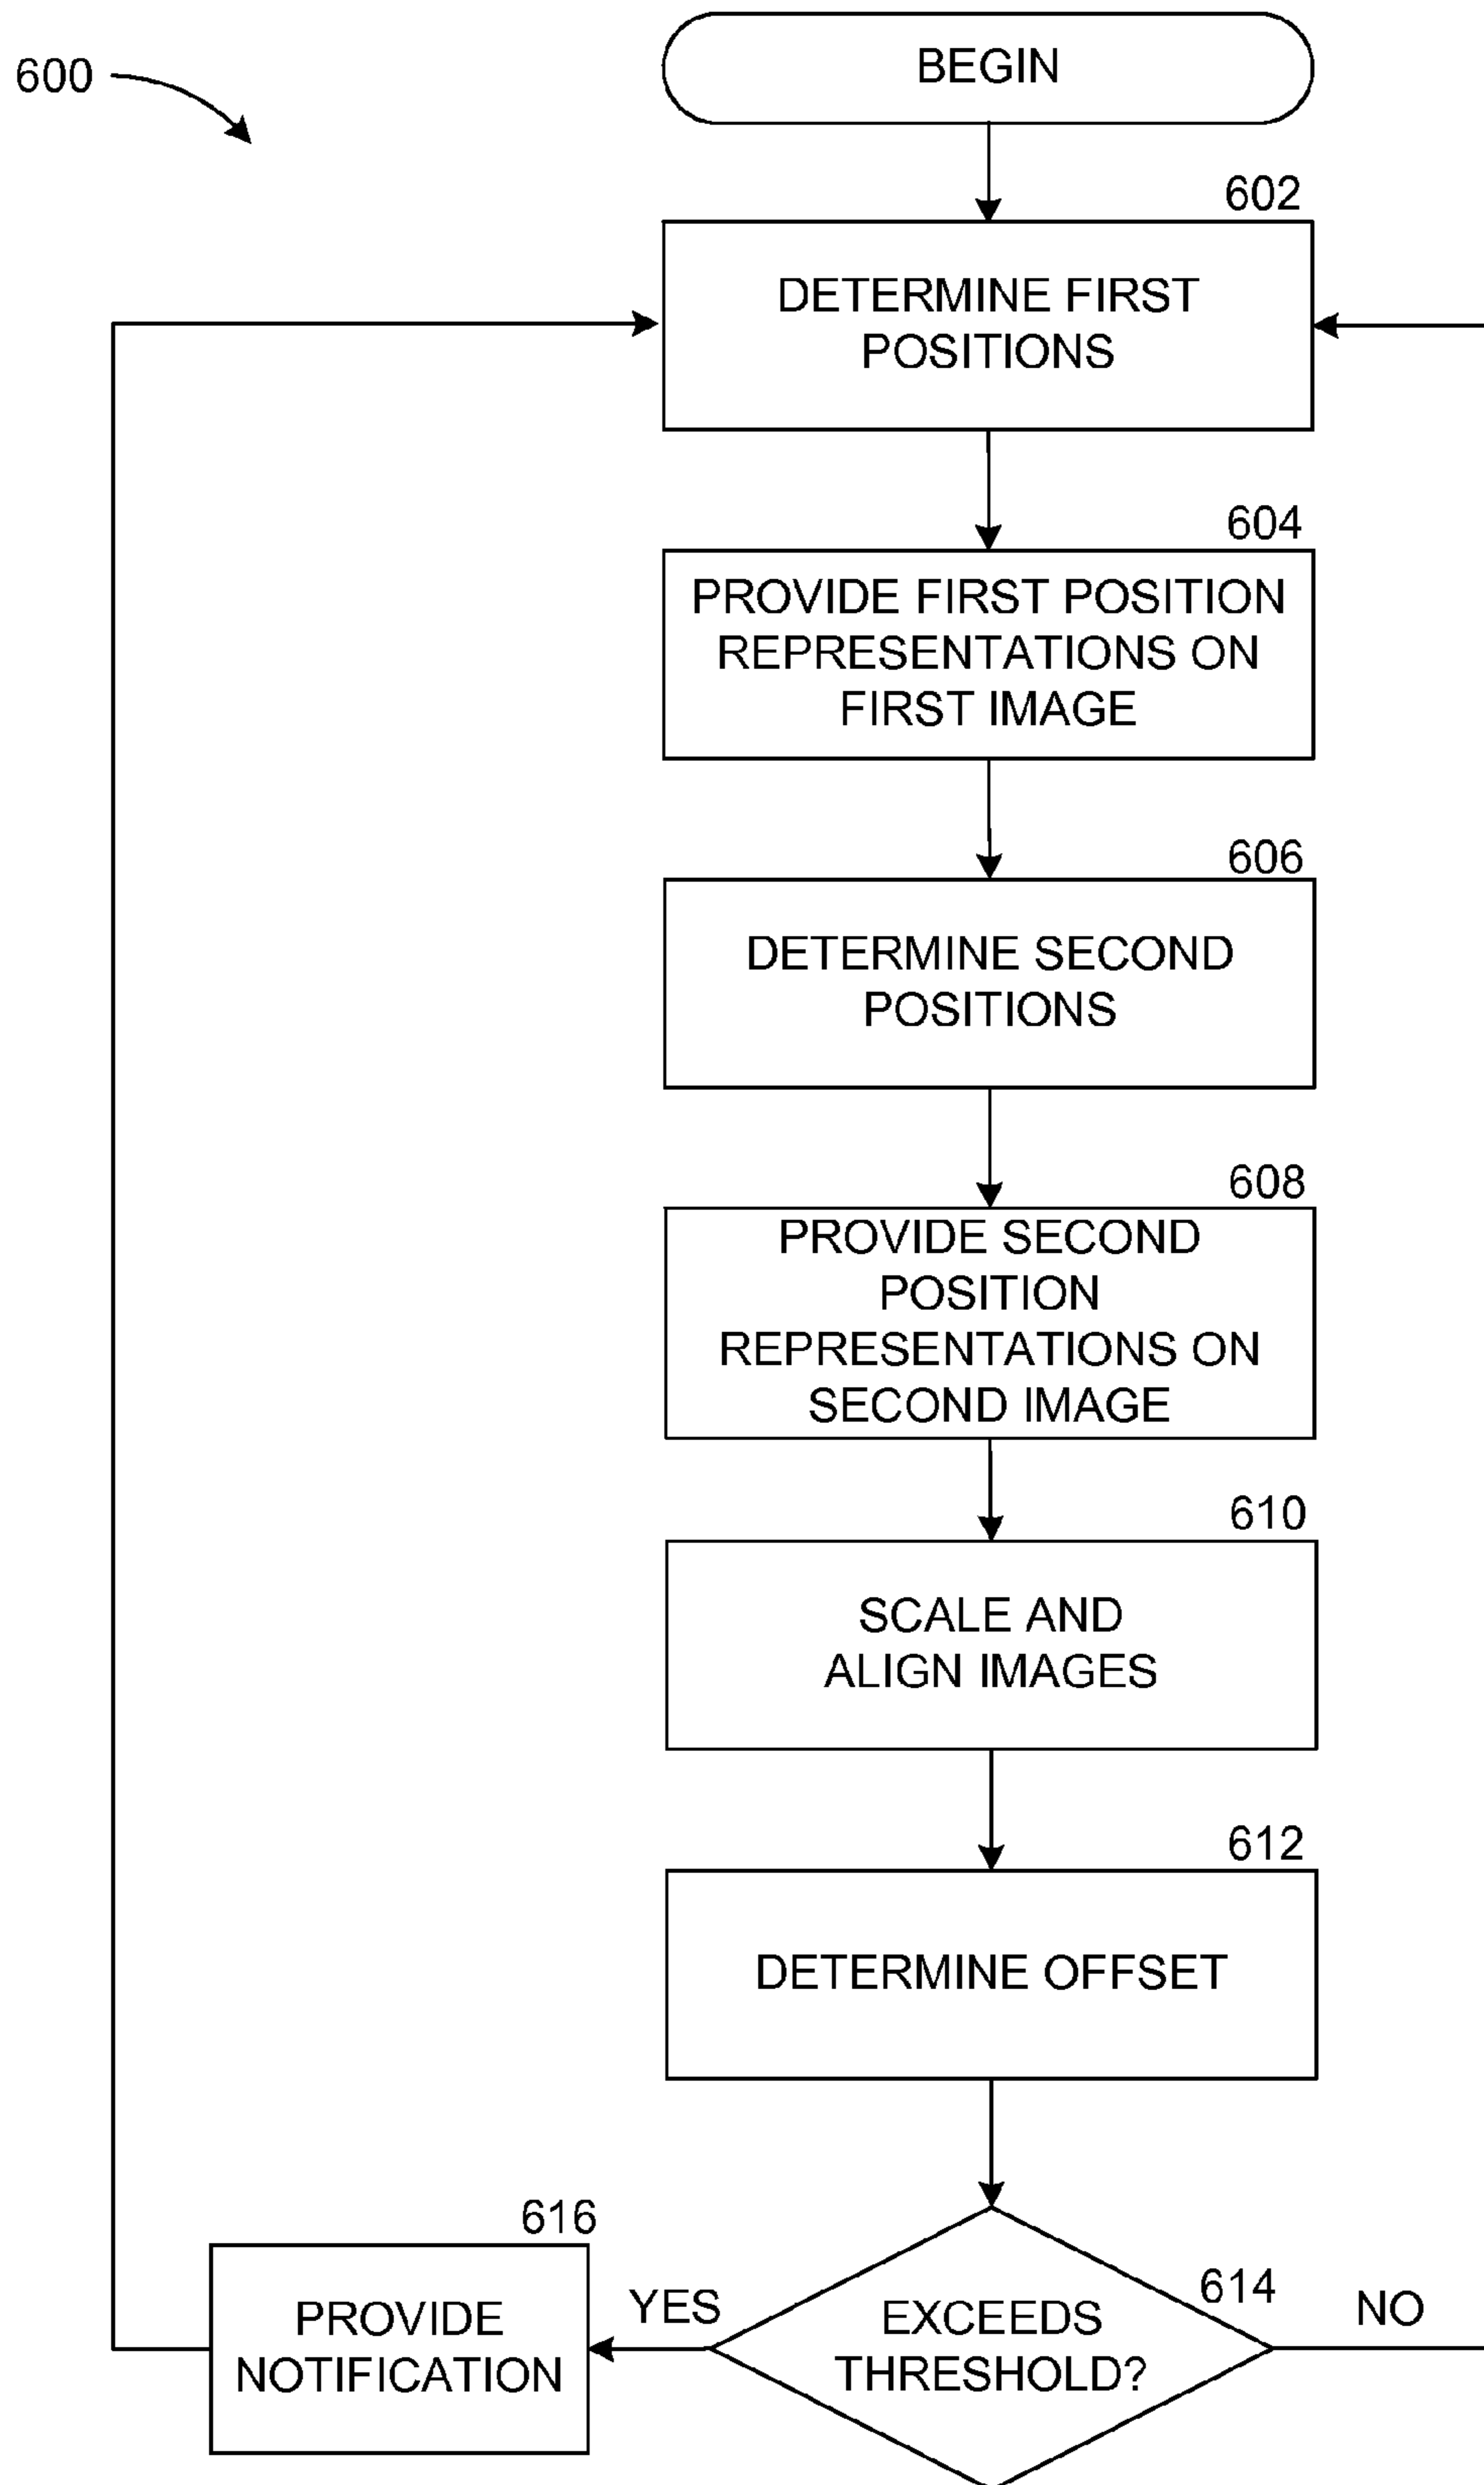 600
BEGIN
602
DETERMINE FIRST
POSITIONS
604
PROVIDE FIRST POSITION
REPRESENTATIONS ON
FIRST IMAGE
606
DETERMINE SECOND
POSITIONS
608
PROVIDE SECOND
POSITION
REPRESENTATIONS ON
SECOND IMAGE
610
SCALE AND
ALIGN IMAGES
612
DETERMINE OFFSET
614
EXCEEDS
THRESHOLD?
YES
NO
616
PROVIDE
NOTIFICATION